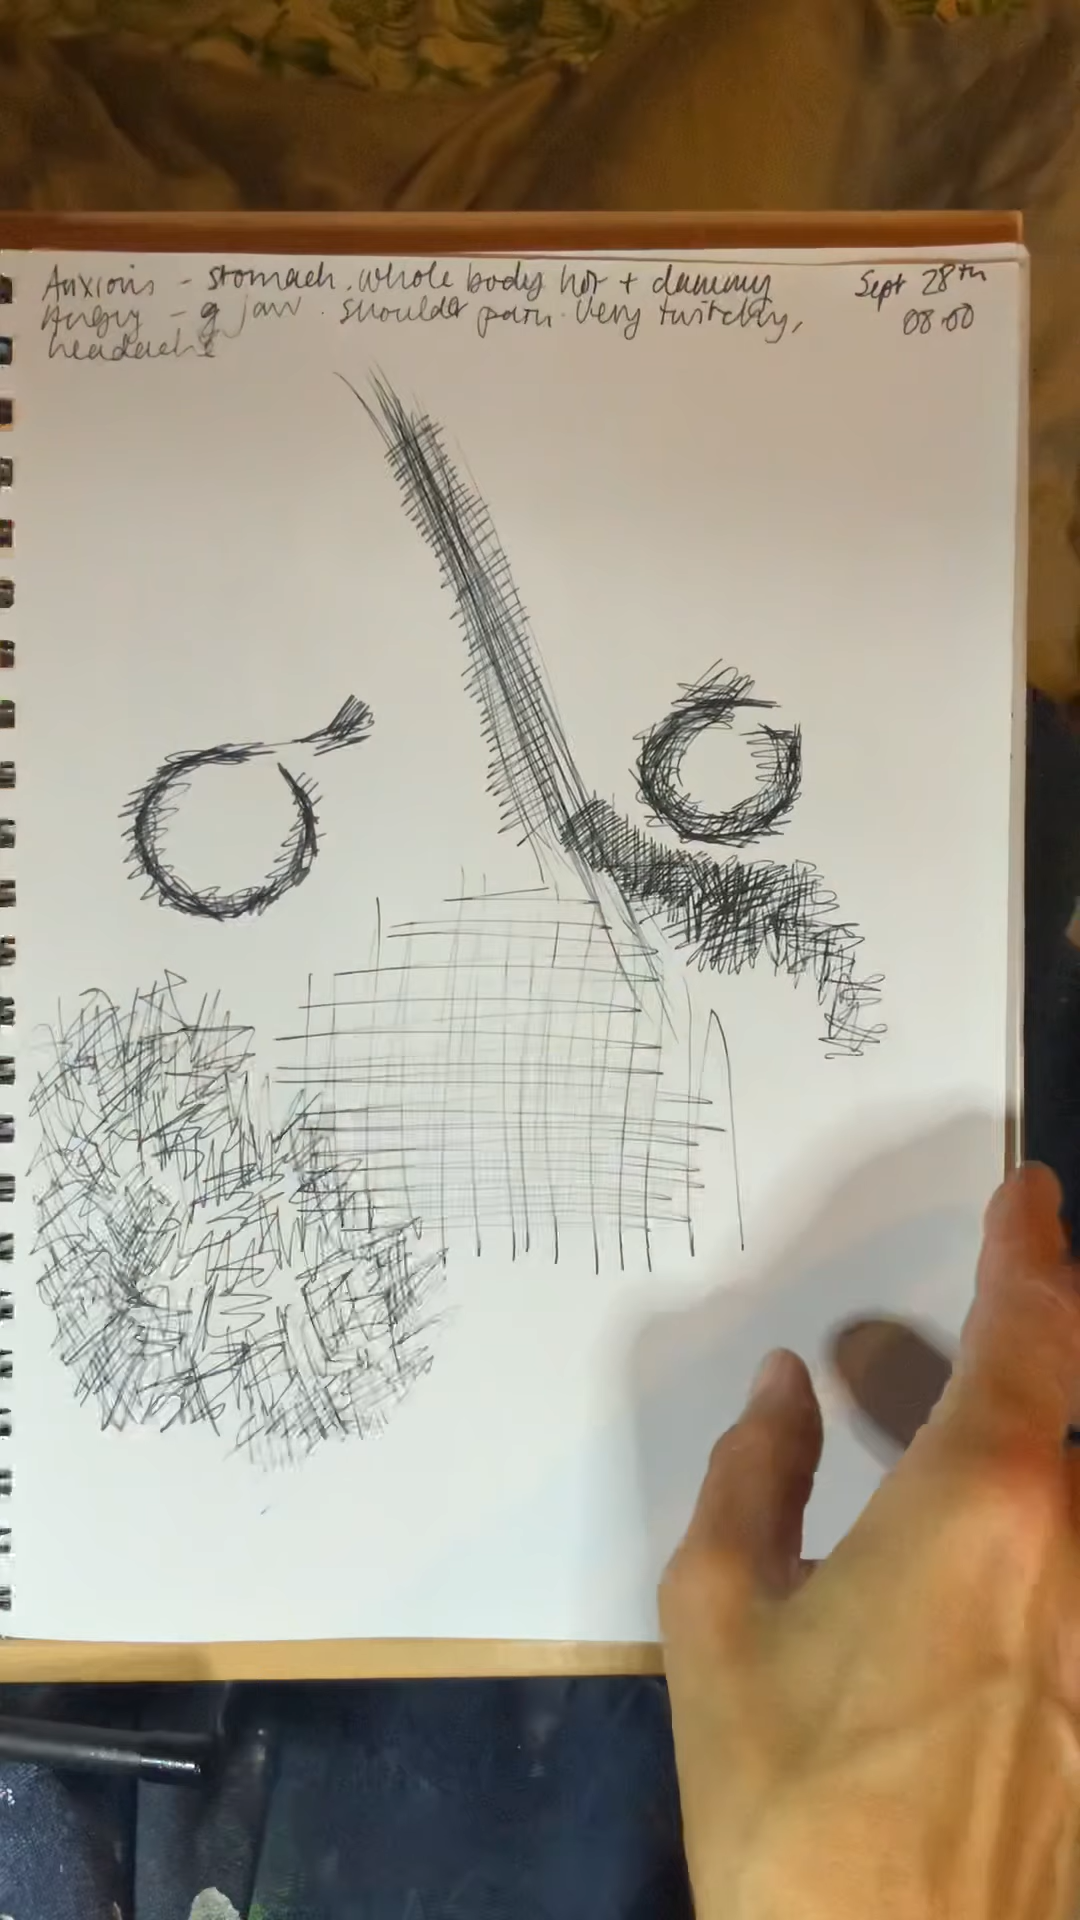 Anxious - stomach. whole body hot + clammy
Sept 28th
Angry - jaw. shoulder pain. Very twitchy,
08.00
headache